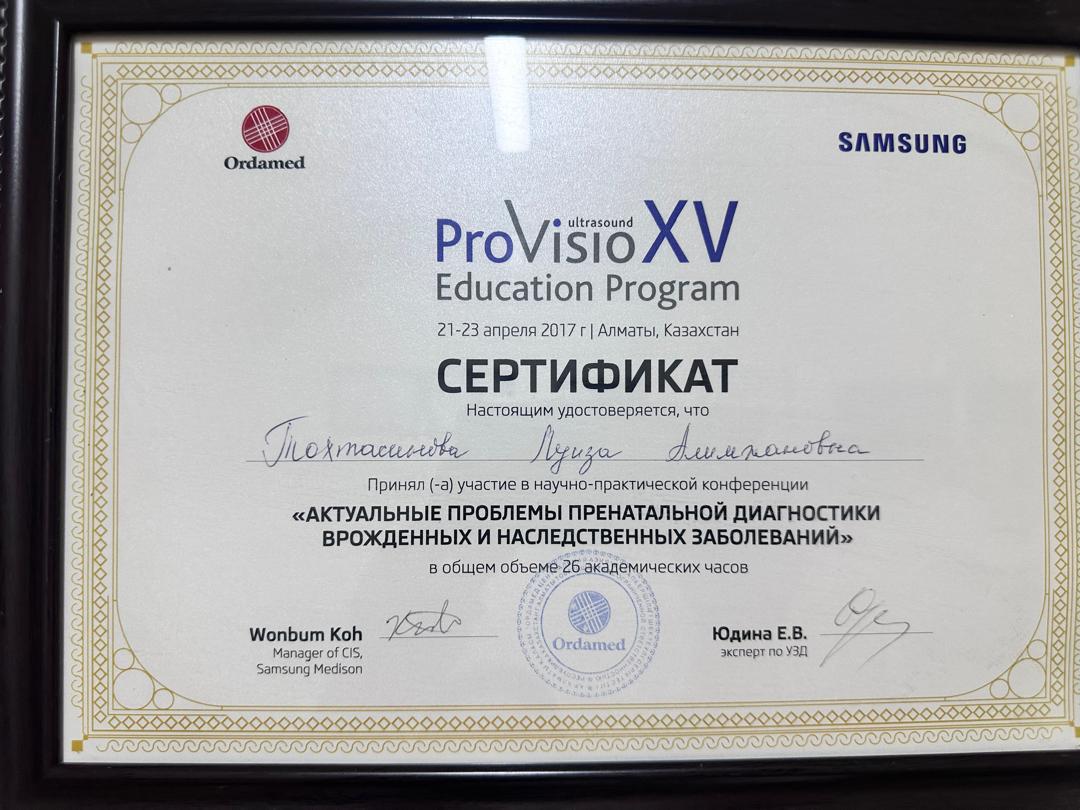 Ordamed
SAMSUNG
ProVisio ultrasound XV
Education Program
21-23 апреля 2017 г | Алматы, Казахстан
СЕРТИФИКАТ
Настоящим удостоверяется, что
Тохтасинова Луиза Алимжановна
Принял (-а) участие в научно-практической конференции
«АКТУАЛЬНЫЕ ПРОБЛЕМЫ ПРЕНАТАЛЬНОЙ ДИАГНОСТИКИ
ВРОЖДЕННЫХ И НАСЛЕДСТВЕННЫХ ЗАБОЛЕВАНИЙ»
в общем объеме 26 академических часов
Wonbum Koh
Manager of CIS,
Samsung Medison
Ordamed
Юдина Е.В.
эксперт по УЗД